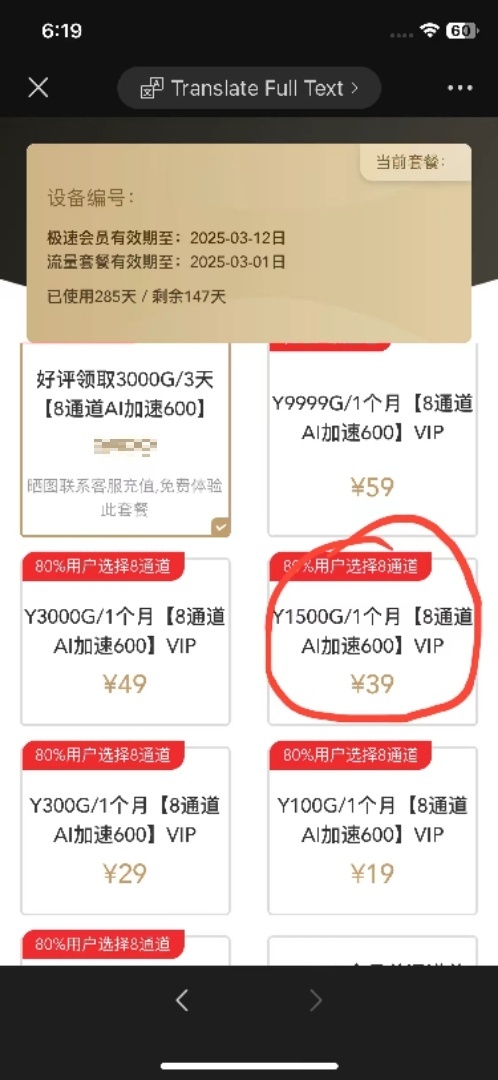 6:19
60
Translate Full Text
当前套餐：
设备编号：
极速会员有效期至：2025-03-12日
流量套餐有效期至：2025-03-01日
已使用285天 / 剩余147天
好评领取3000G/3天
【8通道AI加速600】
晒图联系客服充值,免费体验
此套餐
Y9999G/1个月【8通道
AI加速600】VIP
¥59
80%用户选择8通道
Y3000G/1个月【8通道
AI加速600】VIP
¥49
80%用户选择8通道
Y1500G/1个月【8通道
AI加速600】VIP
¥39
80%用户选择8通道
Y300G/1个月【8通道
AI加速600】VIP
¥29
80%用户选择8通道
Y100G/1个月【8通道
AI加速600】VIP
¥19
80%用户选择8通道